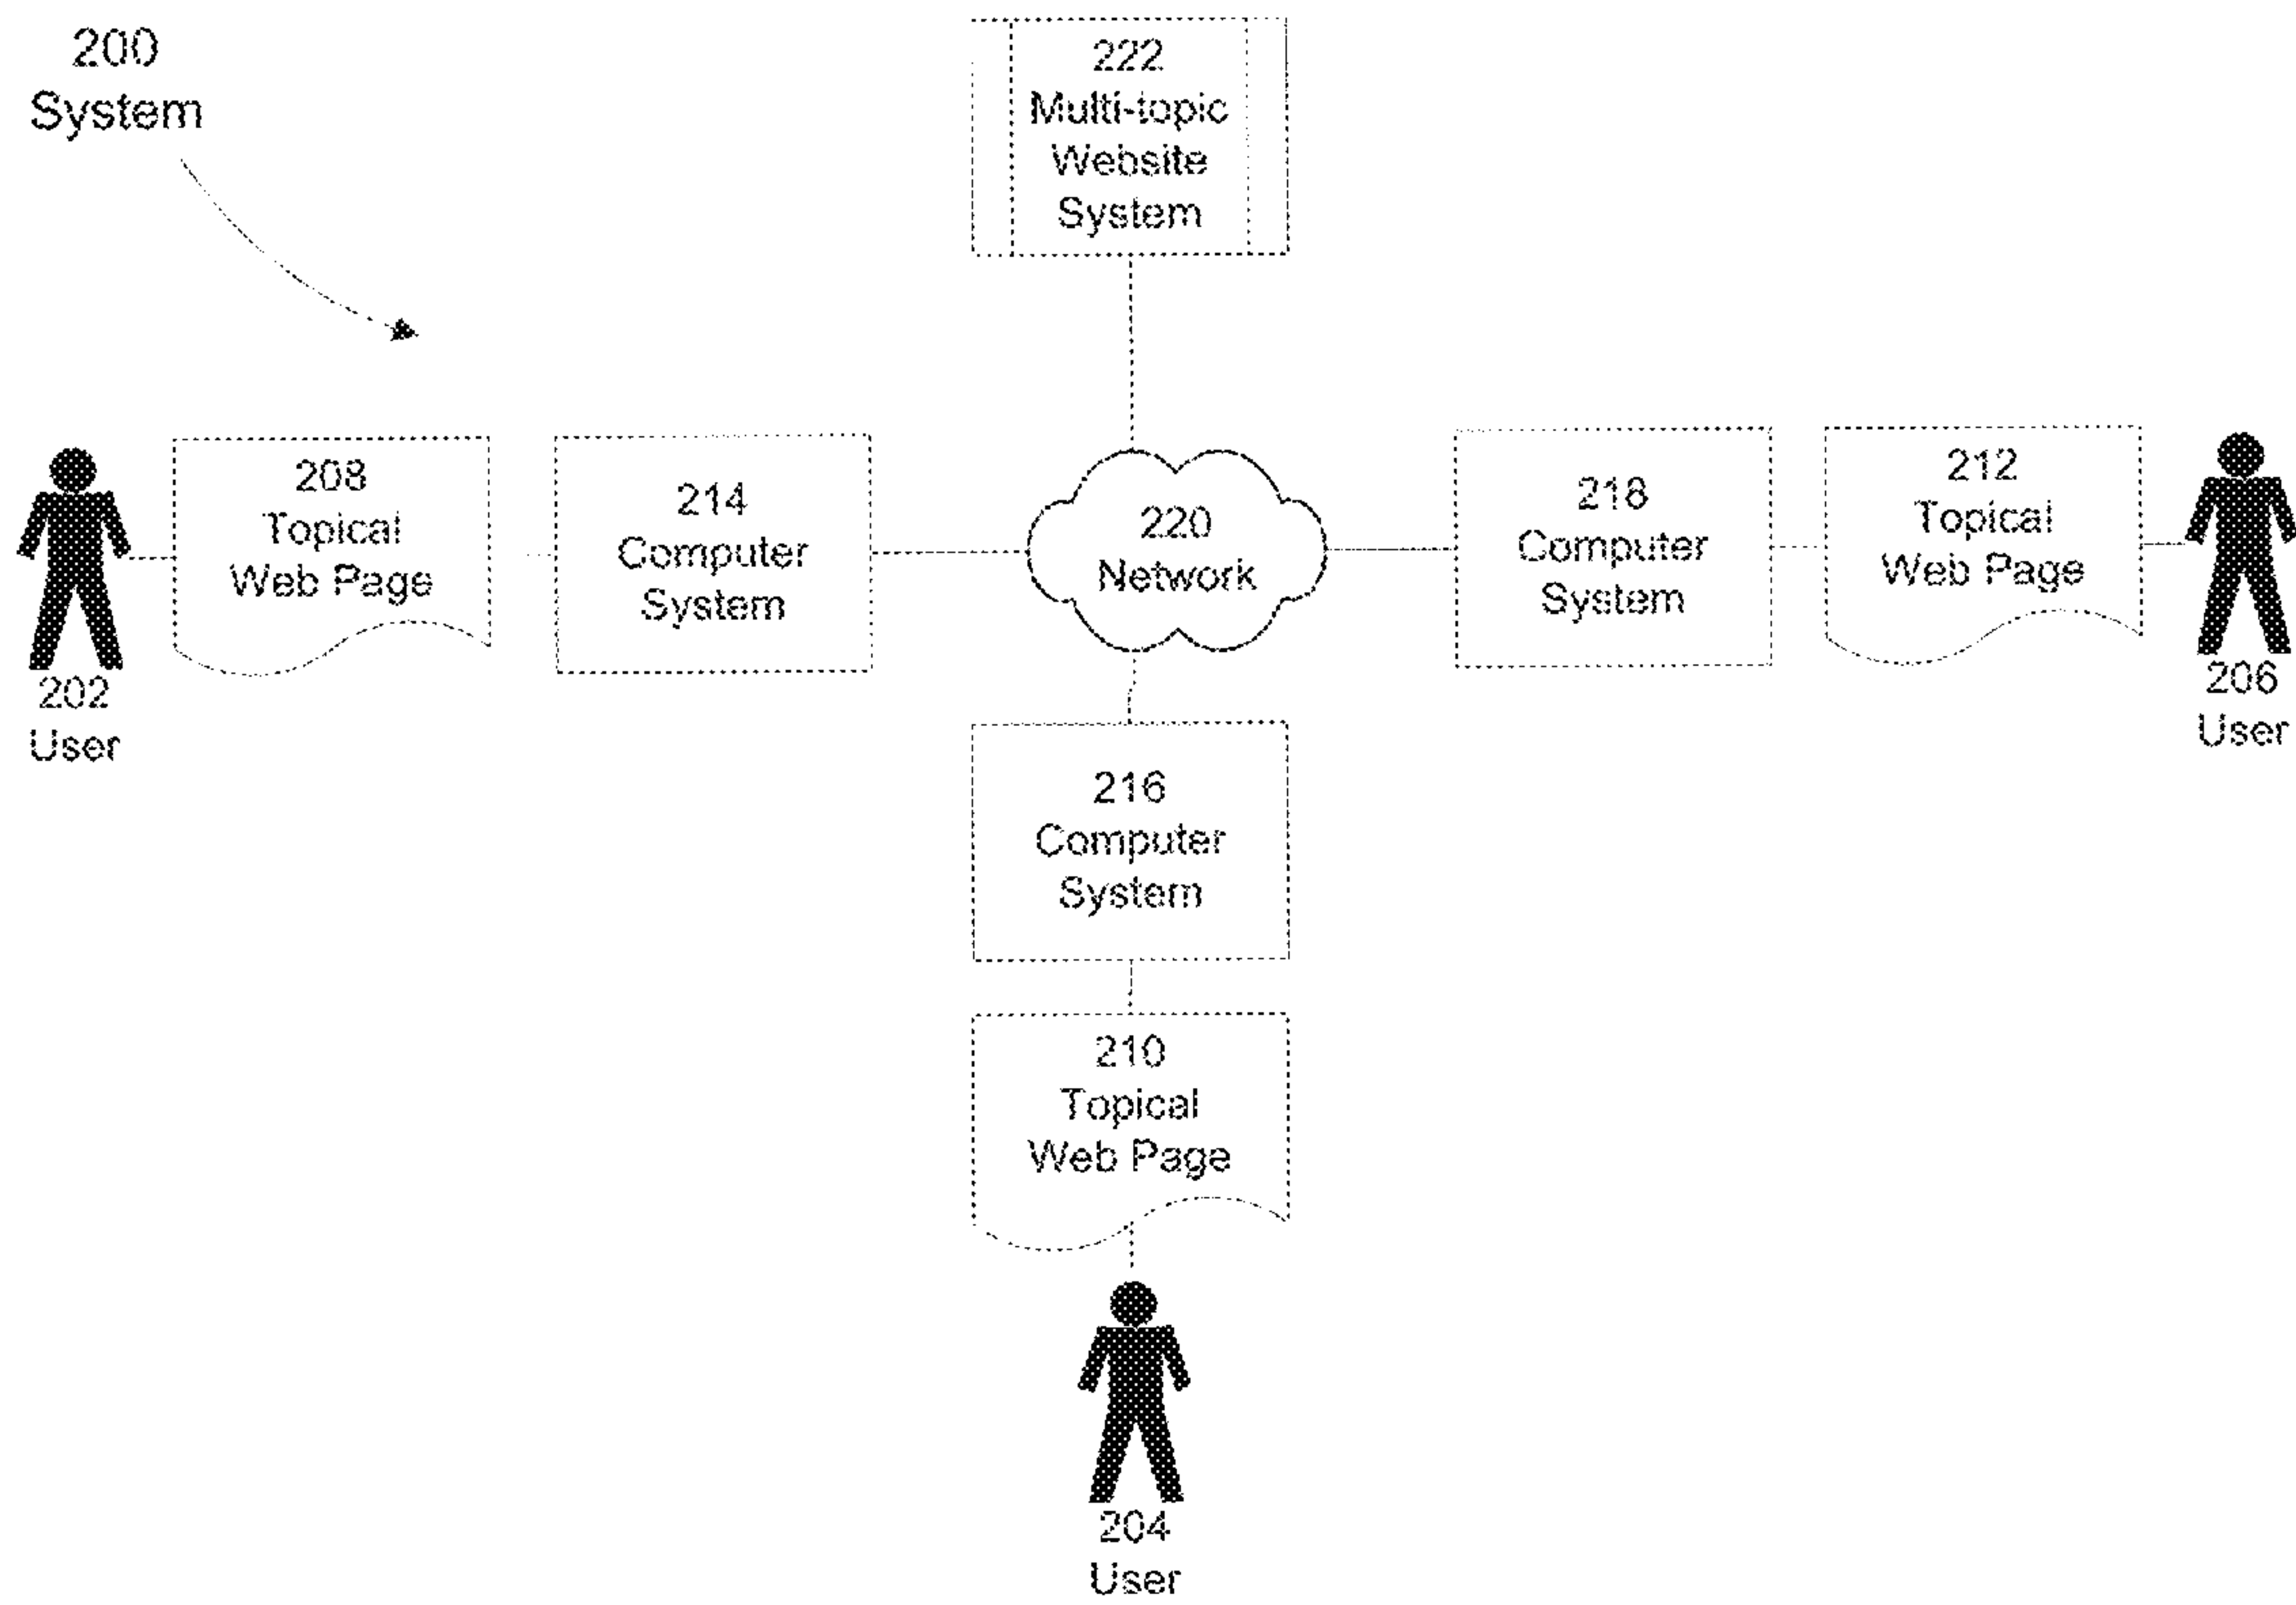 200
System
222
Multi-topic
Website
System
208
Topical
Web Page
214
Computer
System
220
Network
218
Computer
System
212
Topical
Web Page
202
User
206
User
216
Computer
System
210
Topical
Web Page
204
User